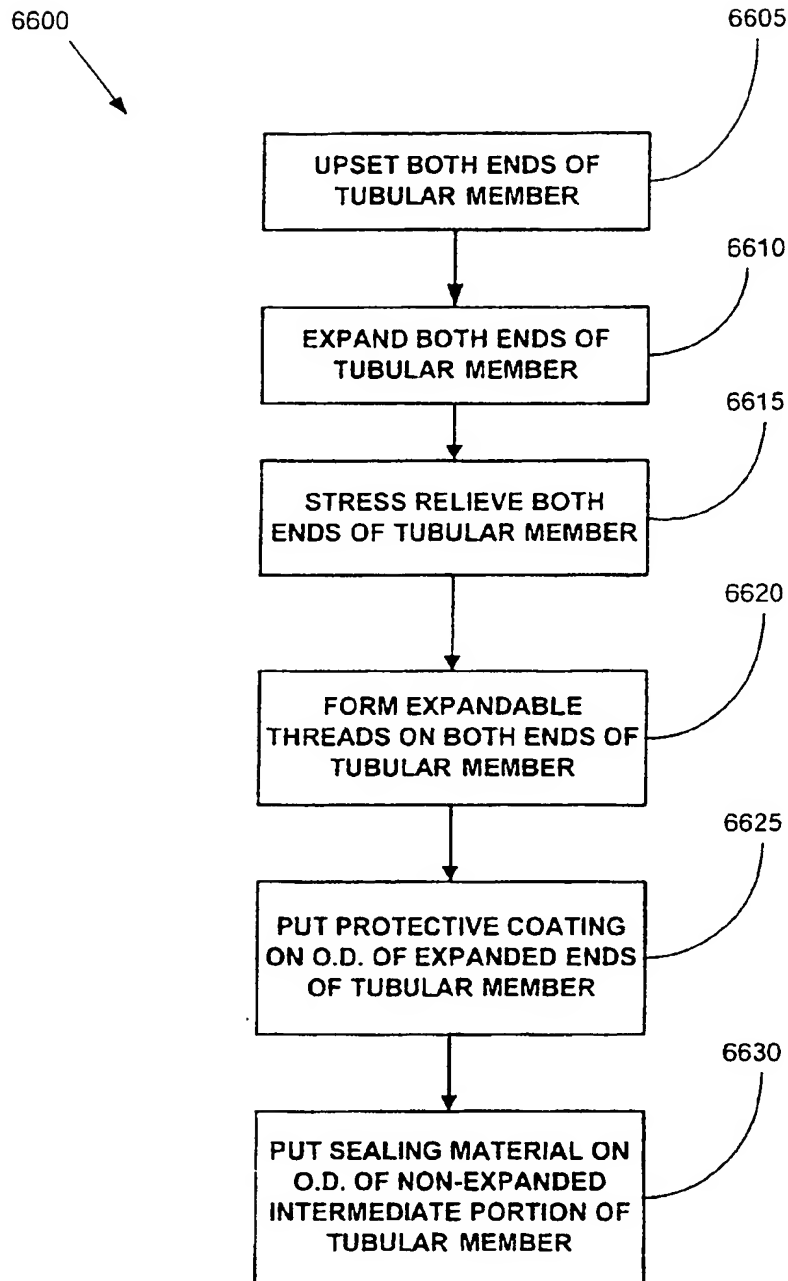 6600
6605
UPSET BOTH ENDS OF
TUBULAR MEMBER
6610
EXPAND BOTH ENDS OF
TUBULAR MEMBER
6615
STRESS RELIEVE BOTH
ENDS OF TUBULAR MEMBER
6620
FORM EXPANDABLE
THREADS ON BOTH ENDS OF
TUBULAR MEMBER
6625
PUT PROTECTIVE COATING
ON O.D. OF EXPANDED ENDS
OF TUBULAR MEMBER
6630
PUT SEALING MATERIAL ON
O.D. OF NON-EXPANDED
INTERMEDIATE PORTION OF
TUBULAR MEMBER